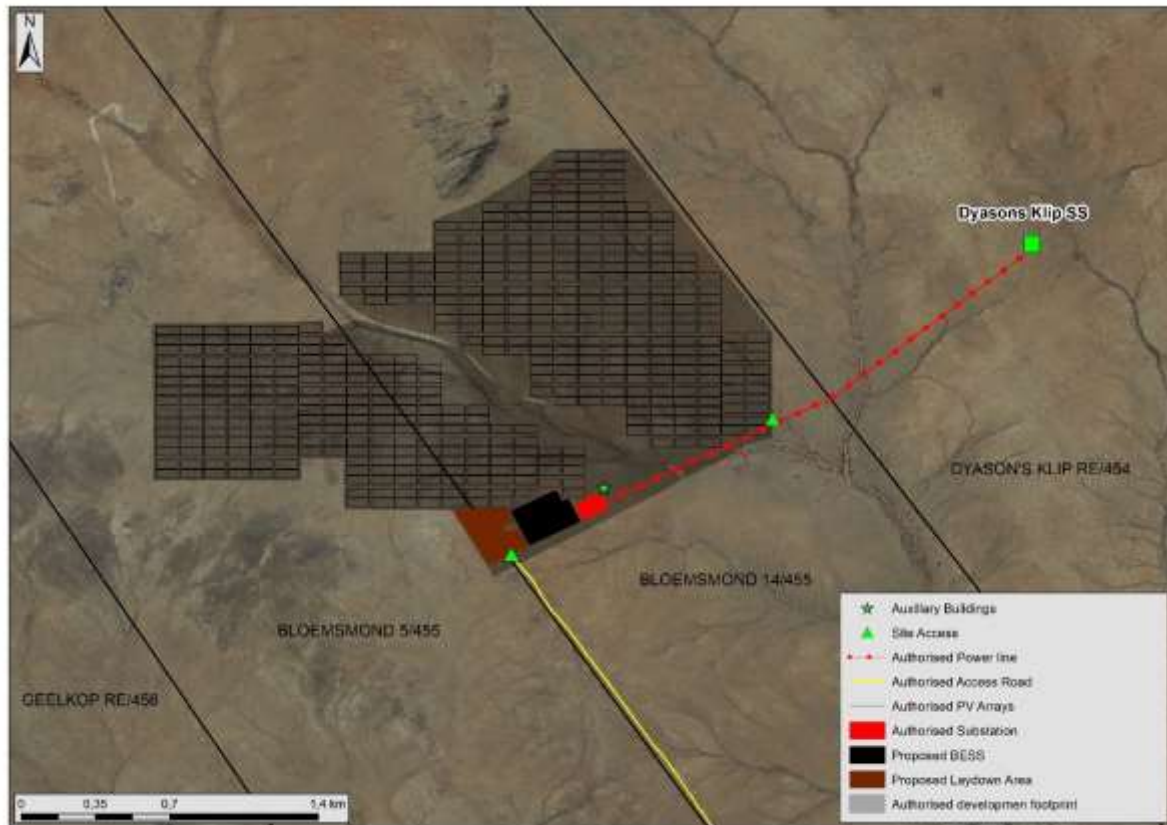 N
Dyasons Klip SS
DYASON'S KLIP RE/454
BLOEMSMOND 14/455
BLOEMSMOND 5/455
GEELKOP RE/456
Auxiliary Buildings
Site Access
Authorised Power line
Authorised Access Road
Authorised PV Arrays
Authorised Substation
Proposed BESS
Proposed Laydown Area
Authorised developmen footprint
0 0,35 0,7 1,4 km